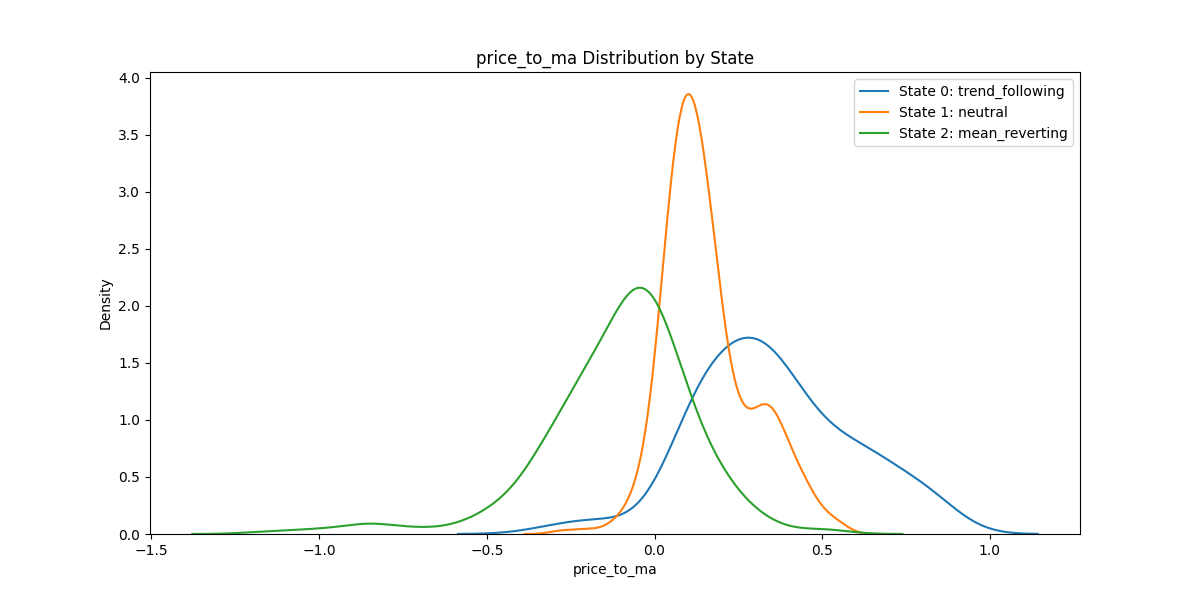 price_to_ma Distribution by State
State 0: trend_following
State 1: neutral
State 2: mean_reverting
4.0
3.5
3.0
2.5
2.0
1.5
1.0
0.5
0.0
Density
−1.5
−1.0
−0.5
0.0
0.5
1.0
price_to_ma